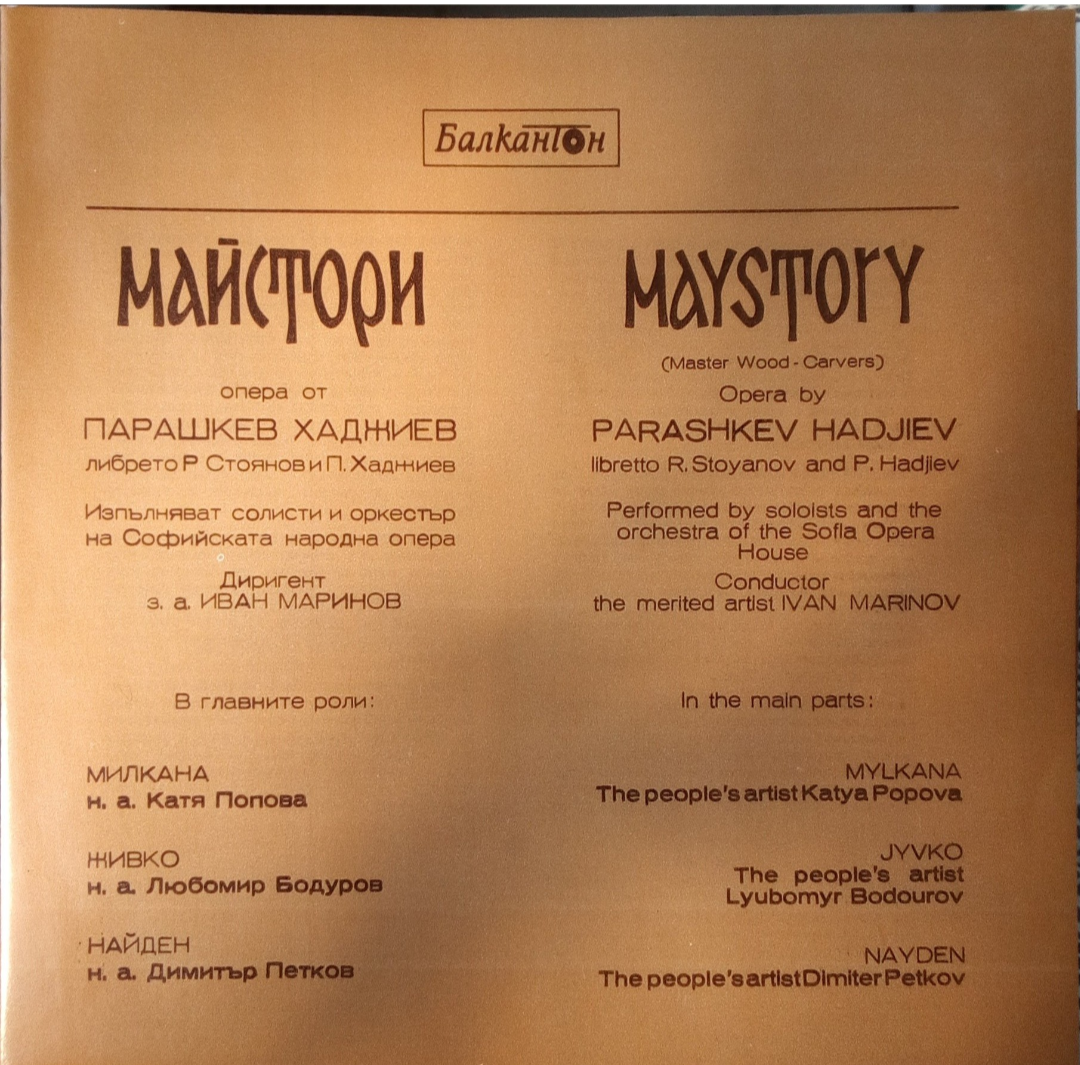 Балкантон
МАЙСТОРИ
опера от
ПАРАШКЕВ ХАДЖИЕВ
либрето Р Стоянов и П. Хаджиев
Изпълняват солисти и оркестър
на Софийската народна опера
Диригент
з. а. ИВАН МАРИНОВ
В главните роли:
МИЛКАНА
н. а. Катя Попова
ЖИВКО
н. а. Любомир Бодуров
НАЙДЕН
н. а. Димитър Петков
MAYSTORY
(Master Wood-Carvers)
Opera by
PARASHKEV HADJIEV
libretto R. Stoyanov and P. Hadjiev
Performed by soloists and the
orchestra of the Sofia Opera
House
Conductor
the merited artist IVAN MARINOV
In the main parts:
MYLKANA
The people's artist Katya Popova
JYVKO
The people's artist
Lyubomyr Bodourov
NAYDEN
The people's artist Dimiter Petkov